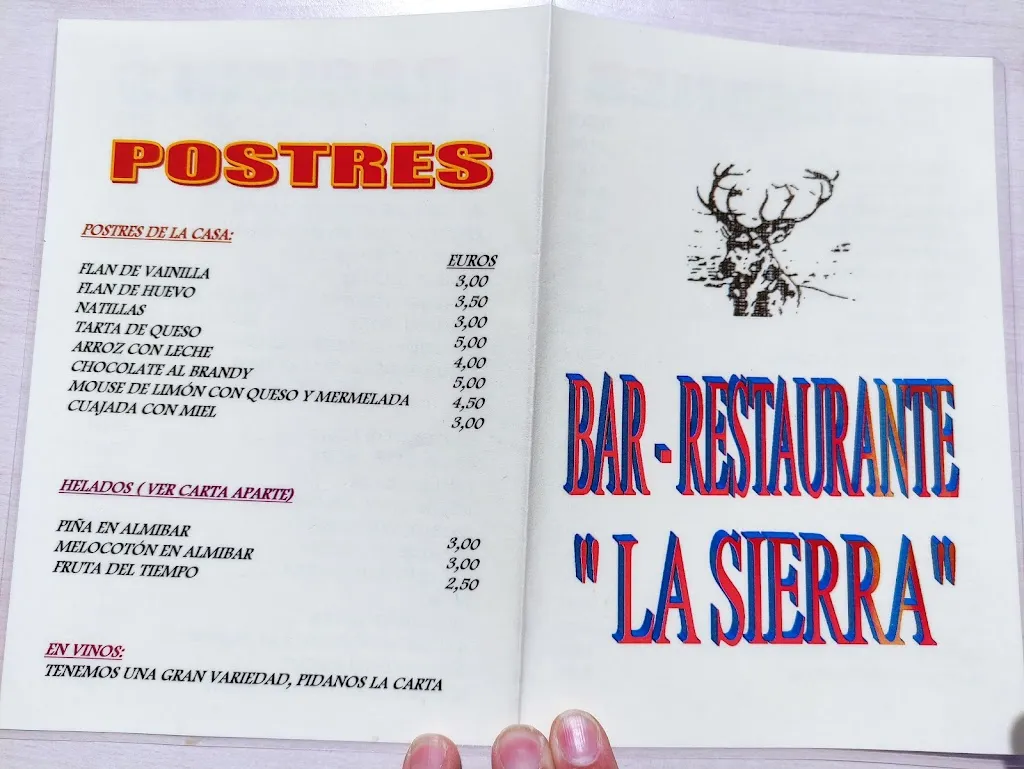 POSTRES
POSTRES DE LA CASA:
EUROS
FLAN DE VAINILLA 3,00
FLAN DE HUEVO 3,50
NATILLAS 3,00
TARTA DE QUESO 5,00
ARROZ CON LECHE 4,00
CHOCOLATE AL BRANDY 5,00
MOUSE DE LIMÓN CON QUESO Y MERMELADA 4,50
CUAJADA CON MIEL 3,00
HELADOS ( VER CARTA APARTE)
PIÑA EN ALMIBAR 3,00
MELOCOTÓN EN ALMIBAR 3,00
FRUTA DEL TIEMPO 2,50
EN VINOS:
TENEMOS UNA GRAN VARIEDAD, PIDANOS LA CARTA
BAR - RESTAURANTE
"LA SIERRA"